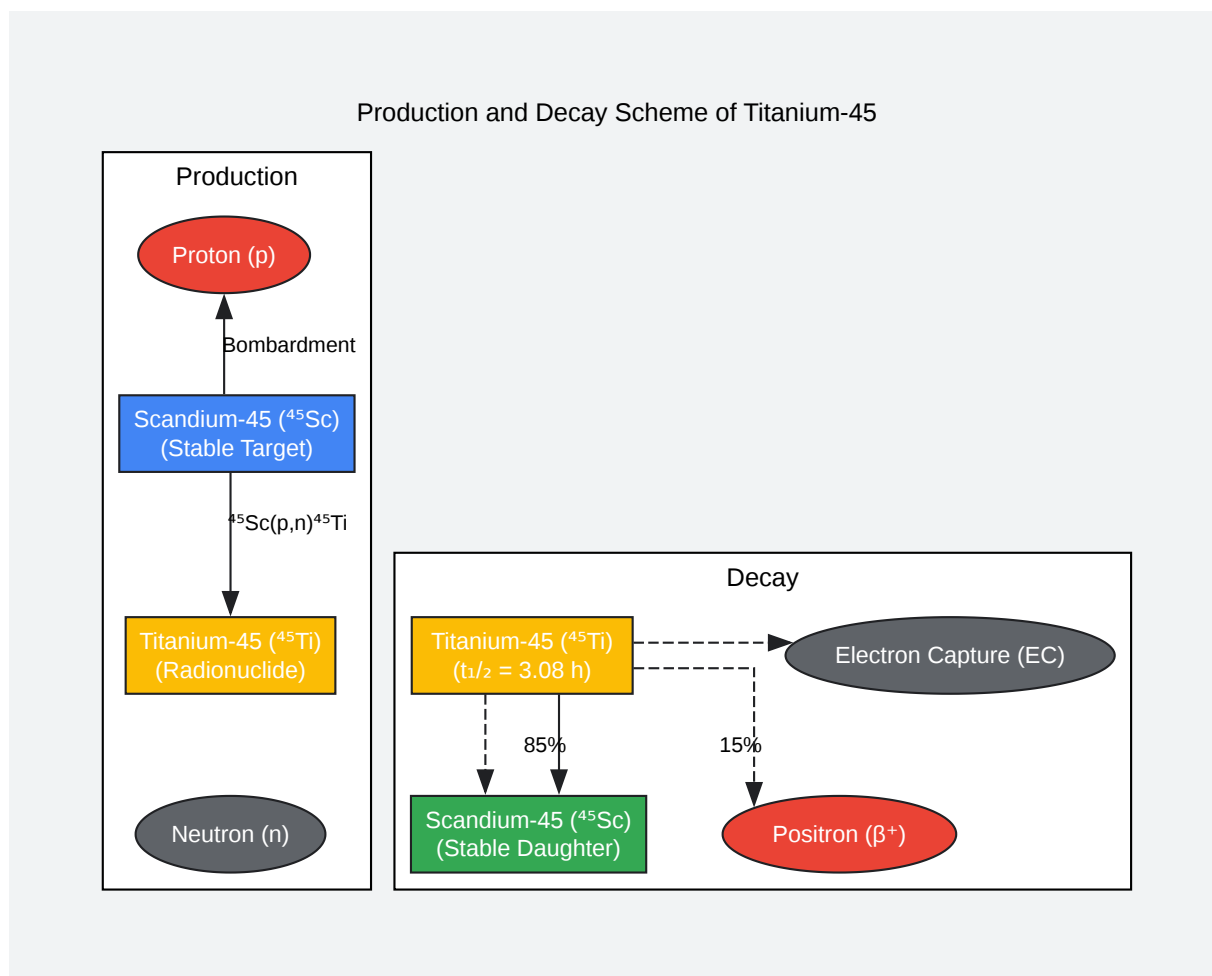 Production and Decay Scheme of Titanium-45
Production
Proton (p)
Bombardment
Scandium-45 (⁴⁵Sc)
(Stable Target)
⁴⁵Sc(p,n)⁴⁵Ti
Titanium-45 (⁴⁵Ti)
(Radionuclide)
Neutron (n)
Decay
Titanium-45 (⁴⁵Ti)
(t₁/₂ = 3.08 h)
Electron Capture (EC)
85%
15%
Scandium-45 (⁴⁵Sc)
(Stable Daughter)
Positron (β⁺)